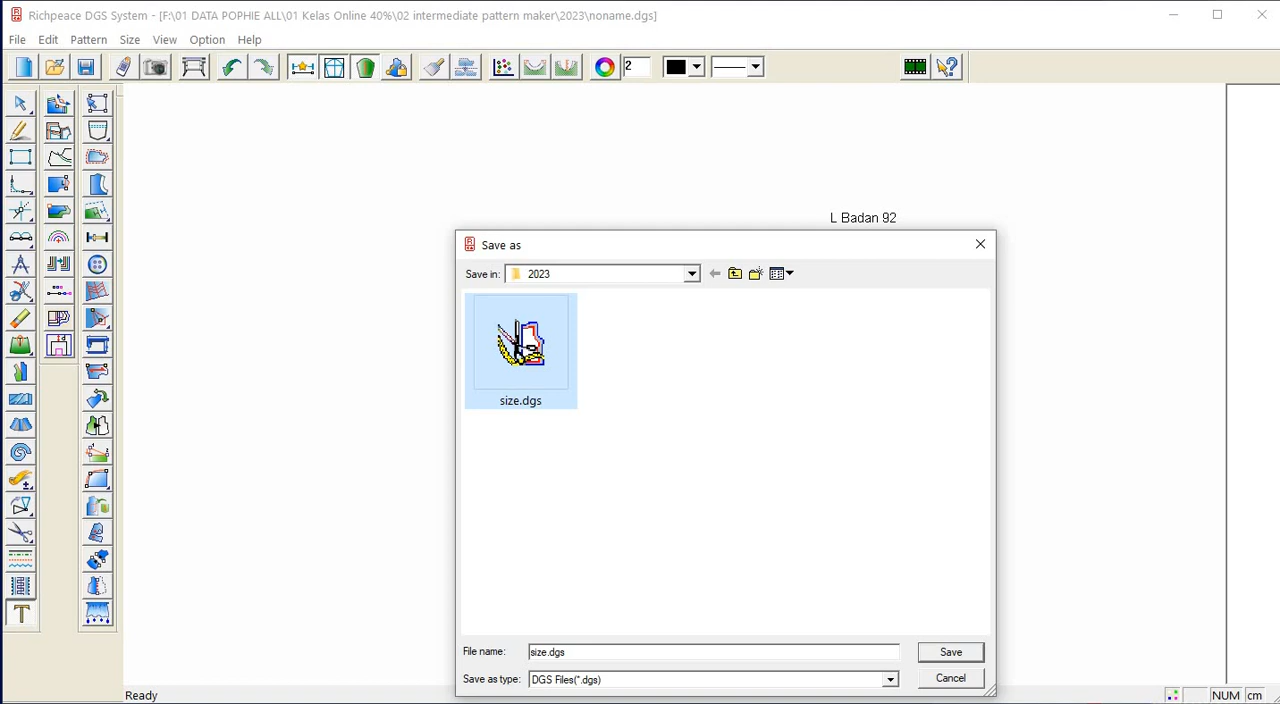 Richpeace DGS System - [F:\01 DATA POPHIE ALL\01 Kelas Online 40%\02 intermediate pattern maker\2023\noname.dgs]
File Edit Pattern Size View Option Help
2
L Badan 92
Save as
Save in: 2023
size.dgs
File name: size.dgs
Save
Save as type: DGS Files(*.dgs)
Cancel
Ready
NUM cm